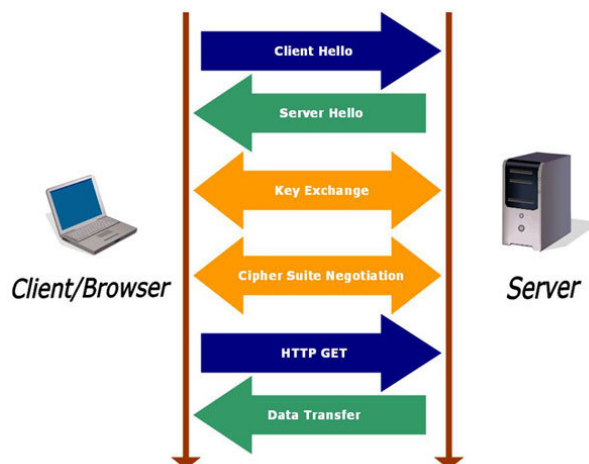 Client Hello
Server Hello
Key Exchange
Cipher Suite Negotiation
Client/Browser
Server
HTTP GET
Data Transfer